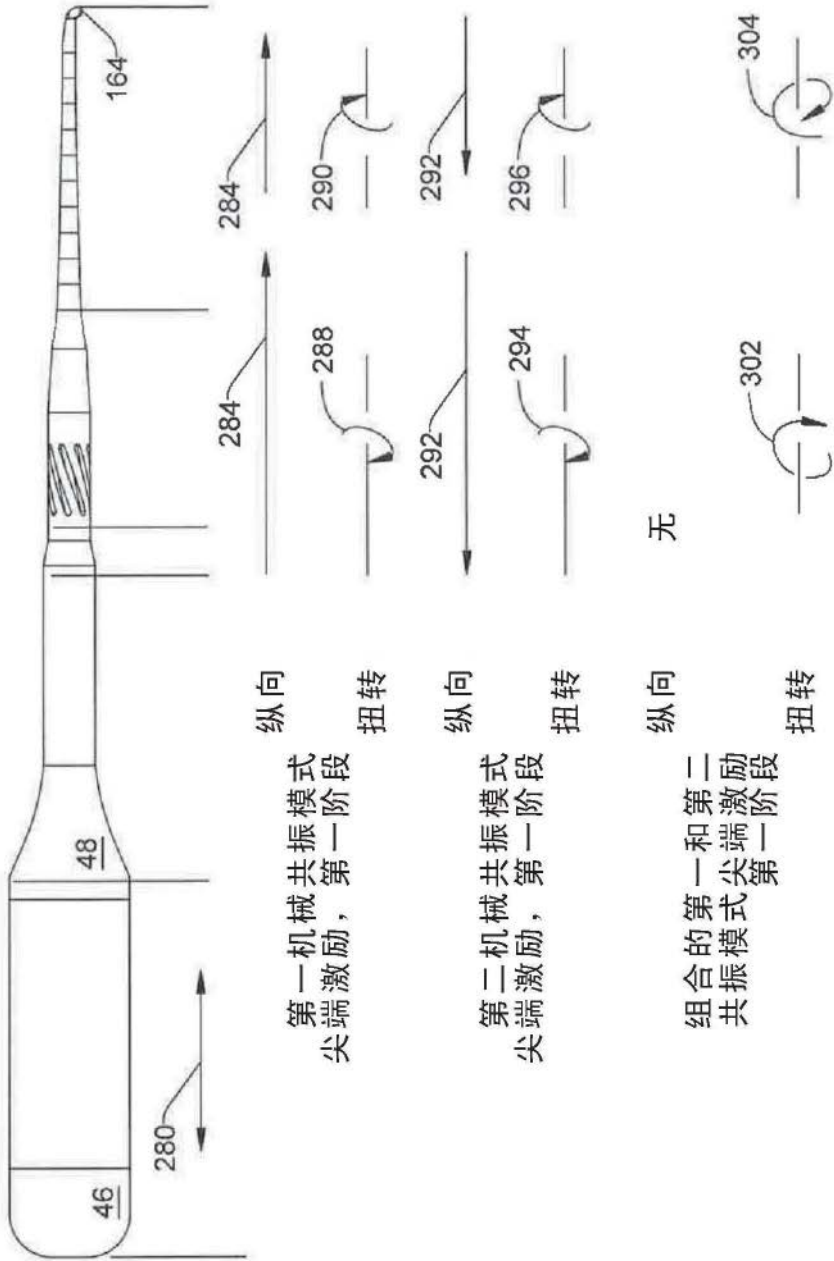 46
48
164
280
第一机械共振模式
尖端激励，第一阶段
纵向
284
284
扭转
288
290
第二机械共振模式
尖端激励，第一阶段
纵向
292
292
扭转
294
296
组合的第一和第二
共振模式尖端激励
第一阶段
纵向
无
扭转
302
304